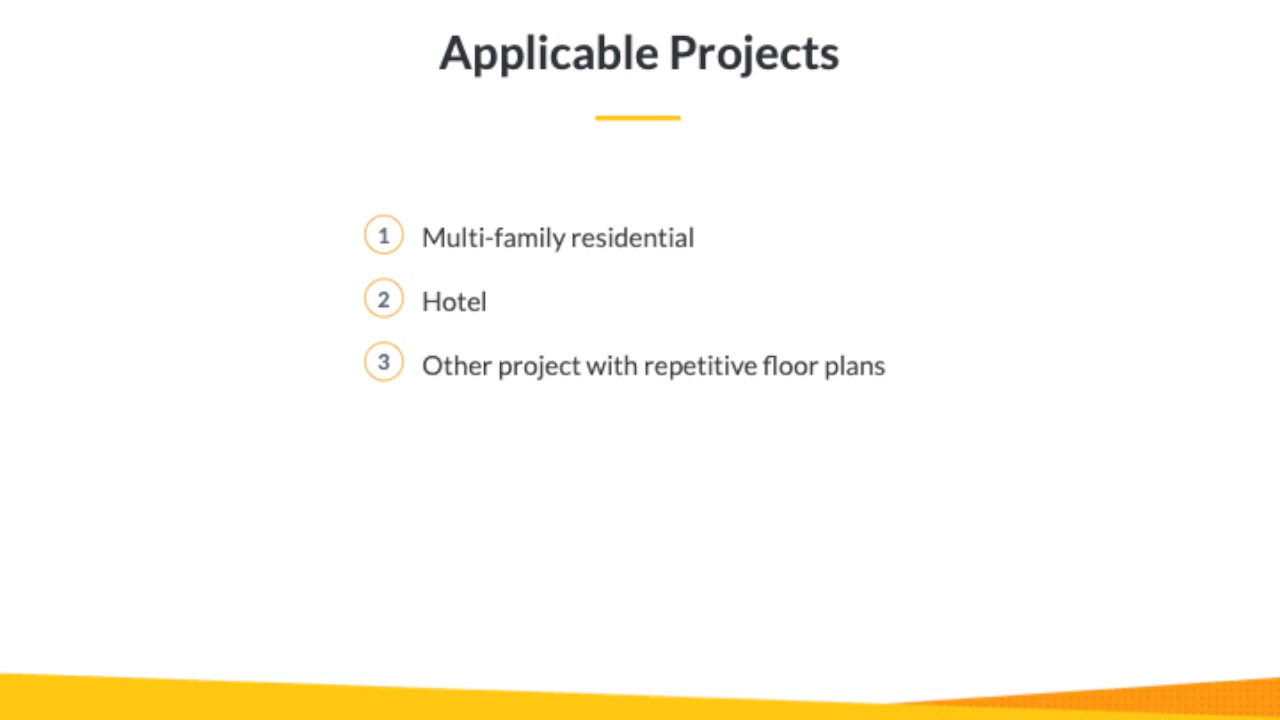 Applicable Projects
1 Multi-family residential
2 Hotel
3 Other project with repetitive floor plans